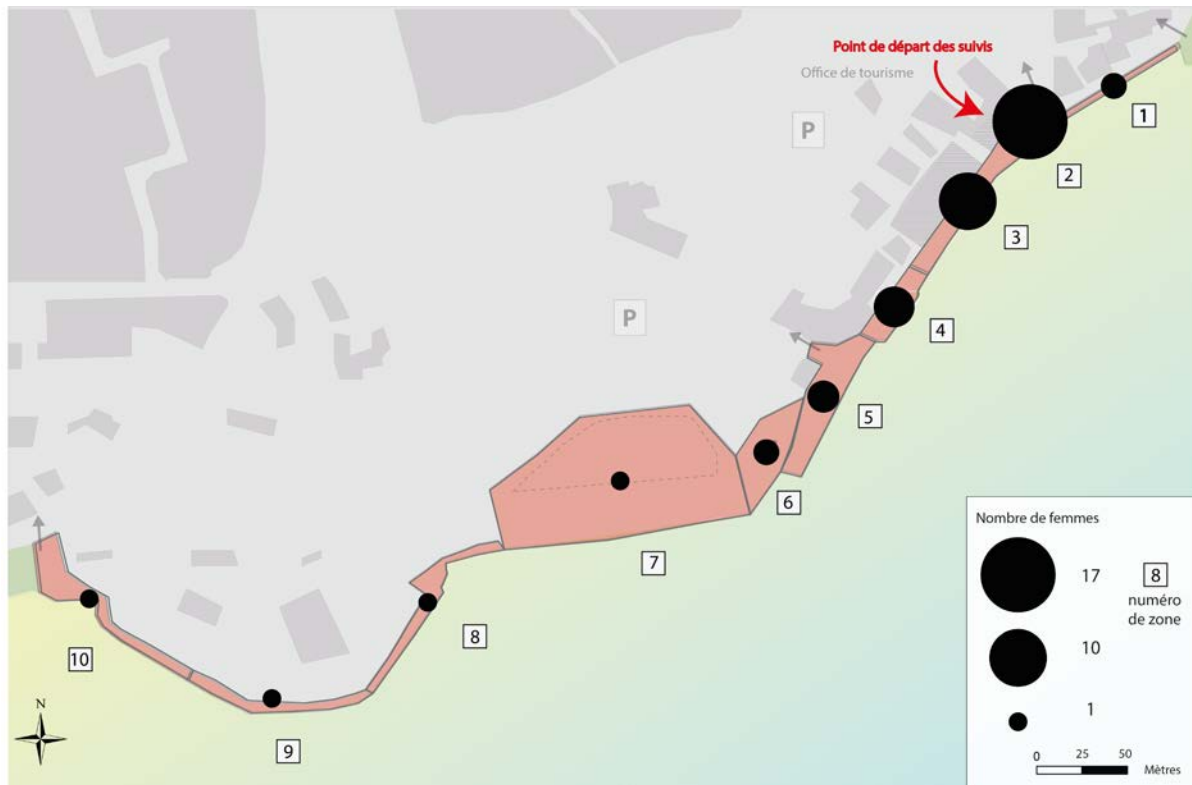 Point de départ des suivis
Office de tourisme
P
P
1
2
3
4
5
6
7
8
9
10
N
Nombre de femmes
17
8
numéro
de zone
10
1
0 25 50
Mètres